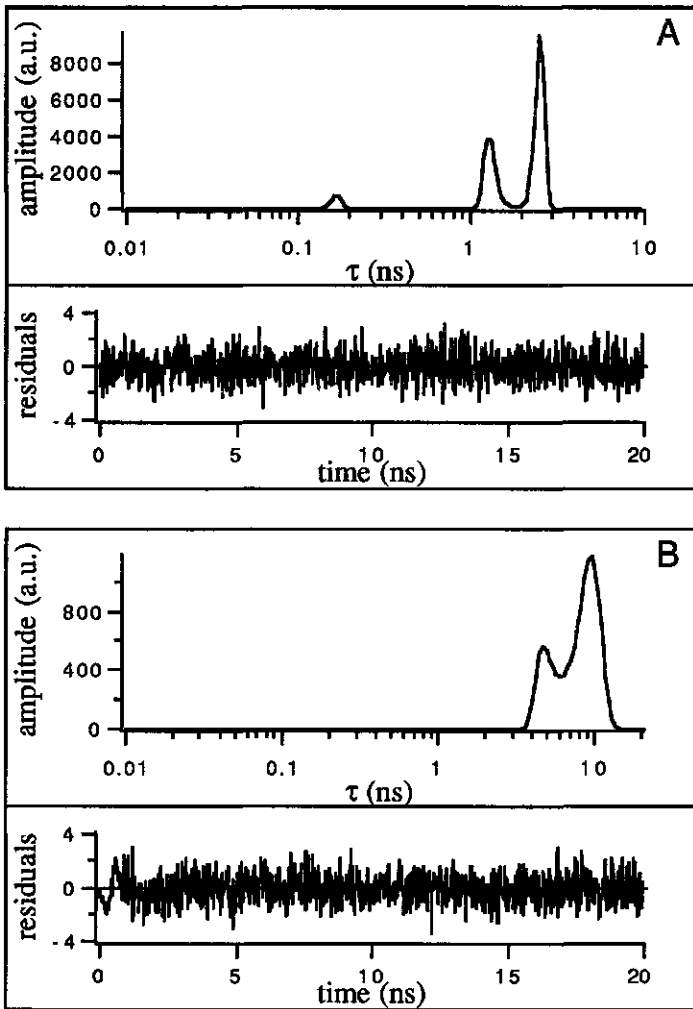 A
amplitude (a.u.)
8000
6000
4000
2000
0
0.01 0.1 1 10
τ (ns)
residuals
4
0
-4
0 5 10 15 20
time (ns)
B
amplitude (a.u.)
800
400
0
0.01 0.1 1 10
τ (ns)
residuals
4
0
-4
0 5 10 15 20
time (ns)